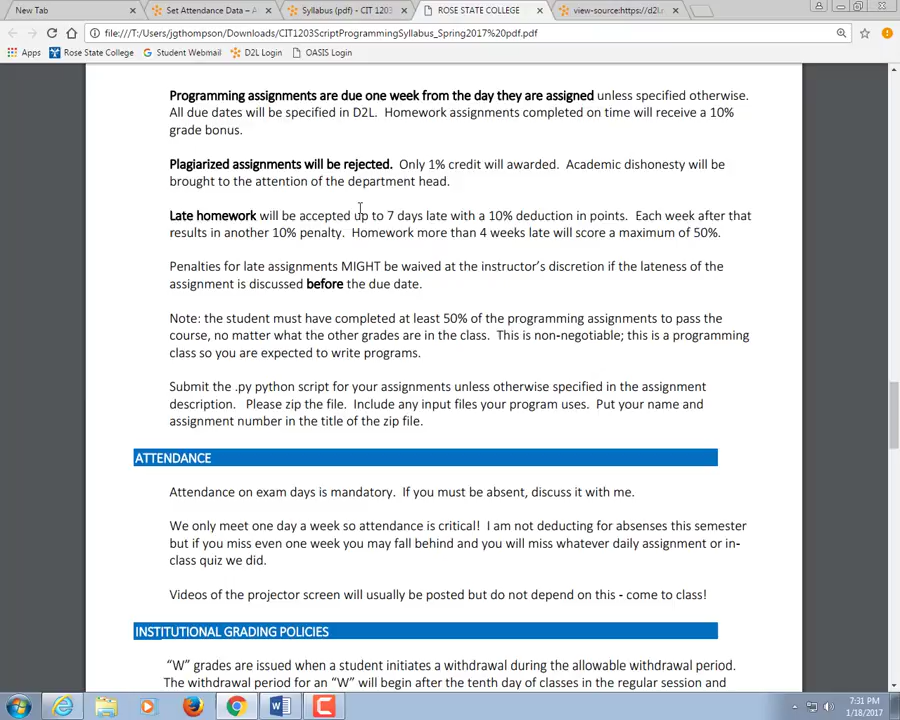 New Tab
Set Attendance Data – A
Syllabus (pdf) - CIT 1203
ROSE STATE COLLEGE
view-source:https://d2l.
file:///T:/Users/jgthompson/Downloads/CIT1203ScriptProgrammingSyllabus_Spring2017%20pdf.pdf
Apps Rose State College Student Webmail D2L Login OASIS Login
Programming assignments are due one week from the day they are assigned unless specified otherwise.
All due dates will be specified in D2L. Homework assignments completed on time will receive a 10%
grade bonus.
Plagiarized assignments will be rejected. Only 1% credit will awarded. Academic dishonesty will be
brought to the attention of the department head.
Late homework will be accepted up to 7 days late with a 10% deduction in points. Each week after that
results in another 10% penalty. Homework more than 4 weeks late will score a maximum of 50%.
Penalties for late assignments MIGHT be waived at the instructor's discretion if the lateness of the
assignment is discussed before the due date.
Note: the student must have completed at least 50% of the programming assignments to pass the
course, no matter what the other grades are in the class. This is non-negotiable; this is a programming
class so you are expected to write programs.
Submit the .py python script for your assignments unless otherwise specified in the assignment
description. Please zip the file. Include any input files your program uses. Put your name and
assignment number in the title of the zip file.
ATTENDANCE
Attendance on exam days is mandatory. If you must be absent, discuss it with me.
We only meet one day a week so attendance is critical! I am not deducting for absenses this semester
but if you miss even one week you may fall behind and you will miss whatever daily assignment or in-
class quiz we did.
Videos of the projector screen will usually be posted but do not depend on this - come to class!
INSTITUTIONAL GRADING POLICIES
"W" grades are issued when a student initiates a withdrawal during the allowable withdrawal period.
The withdrawal period for an "W" will begin after the tenth day of classes in the regular session and
7:31 PM
1/18/2017